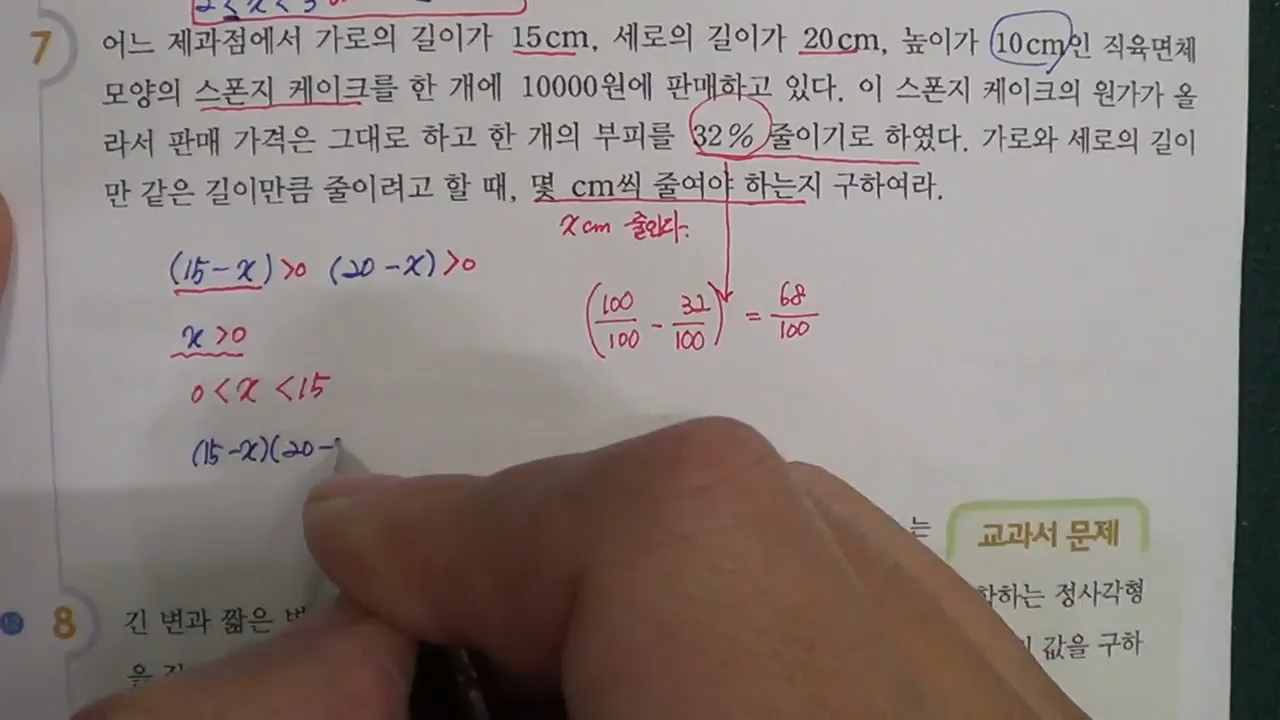 2 < x < 3
7 어느 제과점에서 가로의 길이가 15cm, 세로의 길이가 20cm, 높이가 10cm인 직육면체
모양의 스폰지 케이크를 한 개에 10000원에 판매하고 있다. 이 스폰지 케이크의 원가가 올
라서 판매 가격은 그대로 하고 한 개의 부피를 32% 줄이기로 하였다. 가로와 세로의 길이
만 같은 길이만큼 줄이려고 할 때, 몇 cm씩 줄여야 하는지 구하여라.
x cm 줄인다.
(15-x)>0 (20-x)>0
(100/100 - 32/100) = 68/100
x>0
0<x<15
(15-x)(20-
는
교과서 문제
8 긴 변과 짧은
하는 정사각형
값을 구하
을